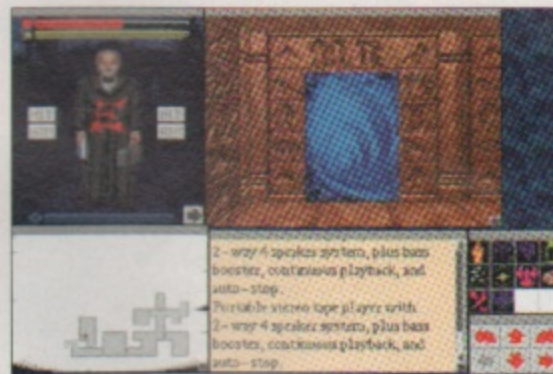 2-way 4 speaker system, plus bass
booster, continuous playback, and
auto-stop.
Portable stereo tape player with
2-way 4 speaker system, plus bass
booster, continuous playback, and
auto-stop.